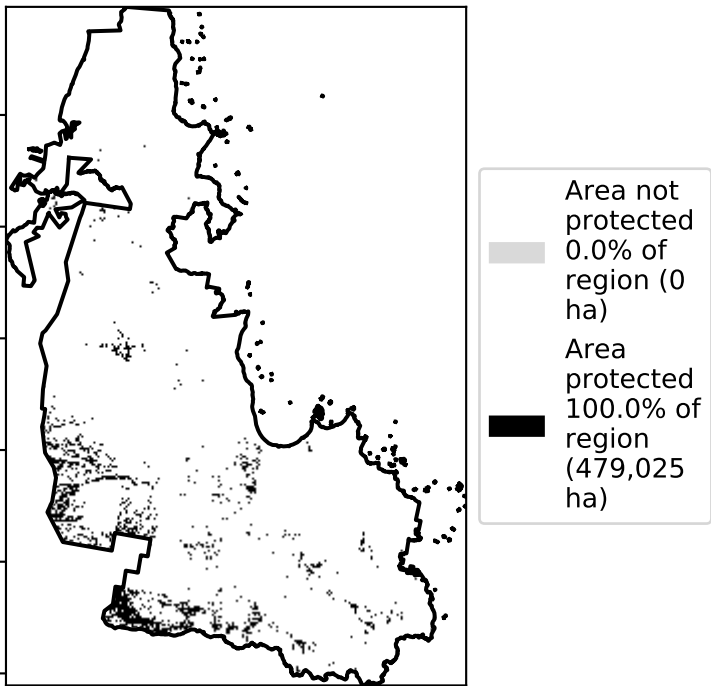 Area not
protected
0.0% of
region (0
ha)
Area
protected
100.0% of
region
(479,025
ha)